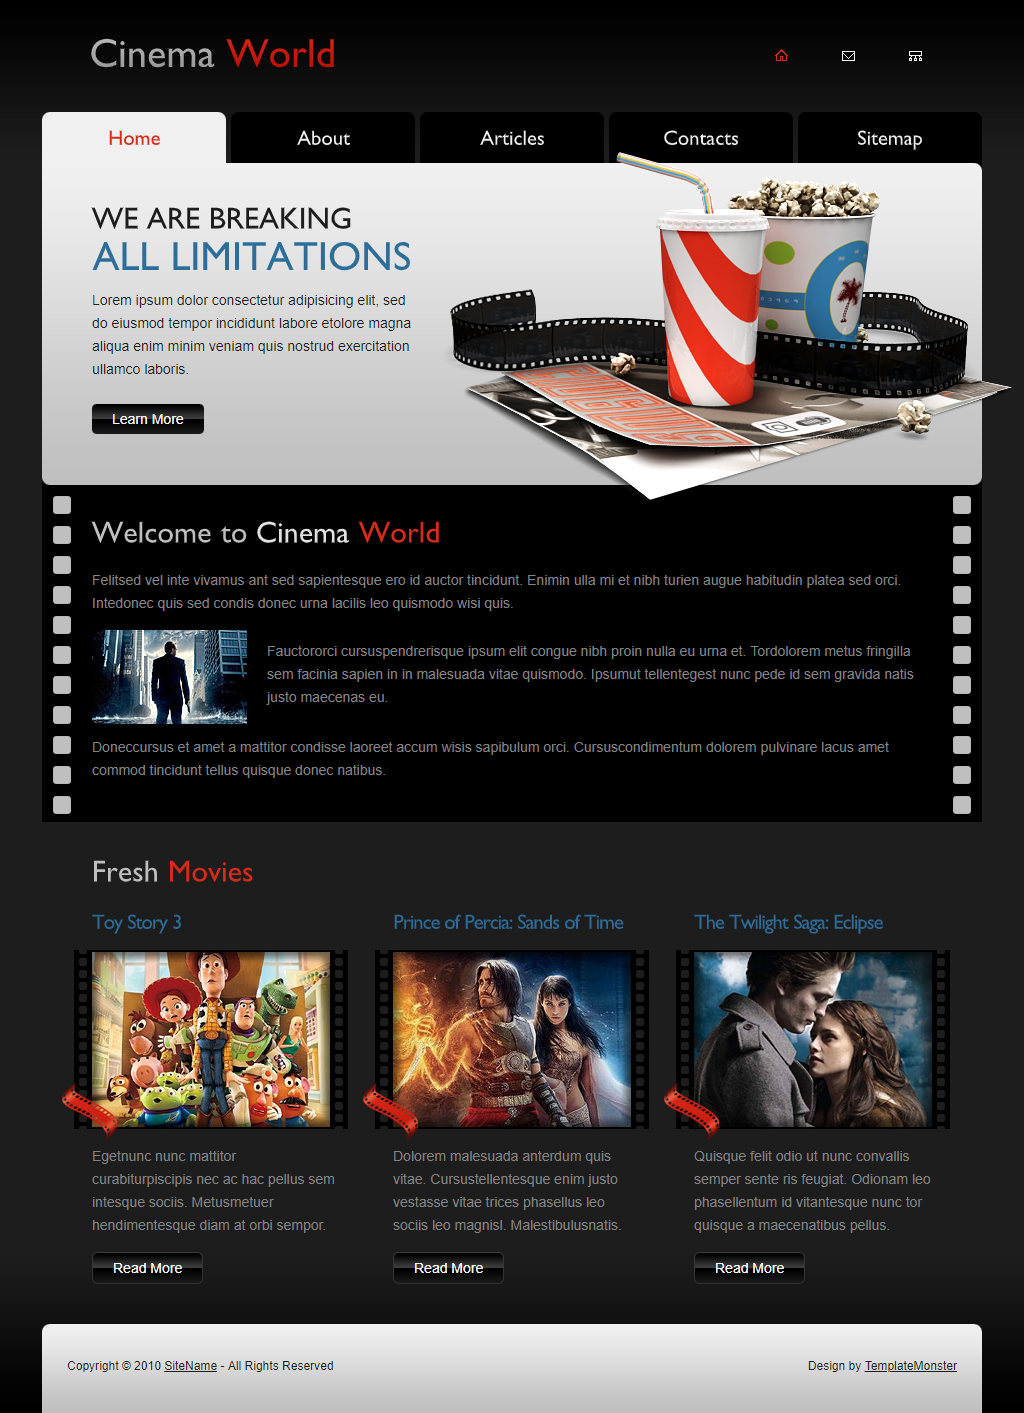 Cinema World
Home
About
Articles
Contacts
Sitemap
WE ARE BREAKING
ALL LIMITATIONS
Lorem ipsum dolor consectetur adipisicing elit, sed
do eiusmod tempor incididunt labore etolore magna
aliqua enim minim veniam quis nostrud exercitation
ullamco laboris.
Learn More
Welcome to Cinema World
Felitsed vel inte vivamus ant sed sapientesque ero id auctor tincidunt. Enimin ulla mi et nibh turien augue habitudin platea sed orci.
Intedonec quis sed condis donec urna lacilis leo quismodo wisi quis.
Fauctororci cursuspendrerisque ipsum elit congue nibh proin nulla eu urna et. Tordolorem metus fringilla
sem facinia sapien in in malesuada vitae quismodo. Ipsumut tellentegest nunc pede id sem gravida natis
justo maecenas eu.
Doneccursus et amet a mattitor condisse laoreet accum wisis sapibulum orci. Cursuscondimentum dolorem pulvinare lacus amet
commod tincidunt tellus quisque donec natibus.
Fresh Movies
Toy Story 3
Egetnunc nunc mattitor
curabiturpiscipis nec ac hac pellus sem
intesque sociis. Metusmetuer
hendimentesque diam at orbi sempor.
Read More
Prince of Percia: Sands of Time
Dolorem malesuada anterdum quis
vitae. Cursustellentesque enim justo
vestasse vitae trices phasellus leo
sociis leo magnisl. Malestibulusnatis.
Read More
The Twilight Saga: Eclipse
Quisque felit odio ut nunc convallis
semper sente ris feugiat. Odionam leo
phasellentum id vitantesque nunc tor
quisque a maecenatibus pellus.
Read More
Copyright © 2010 SiteName - All Rights Reserved
Design by TemplateMonster